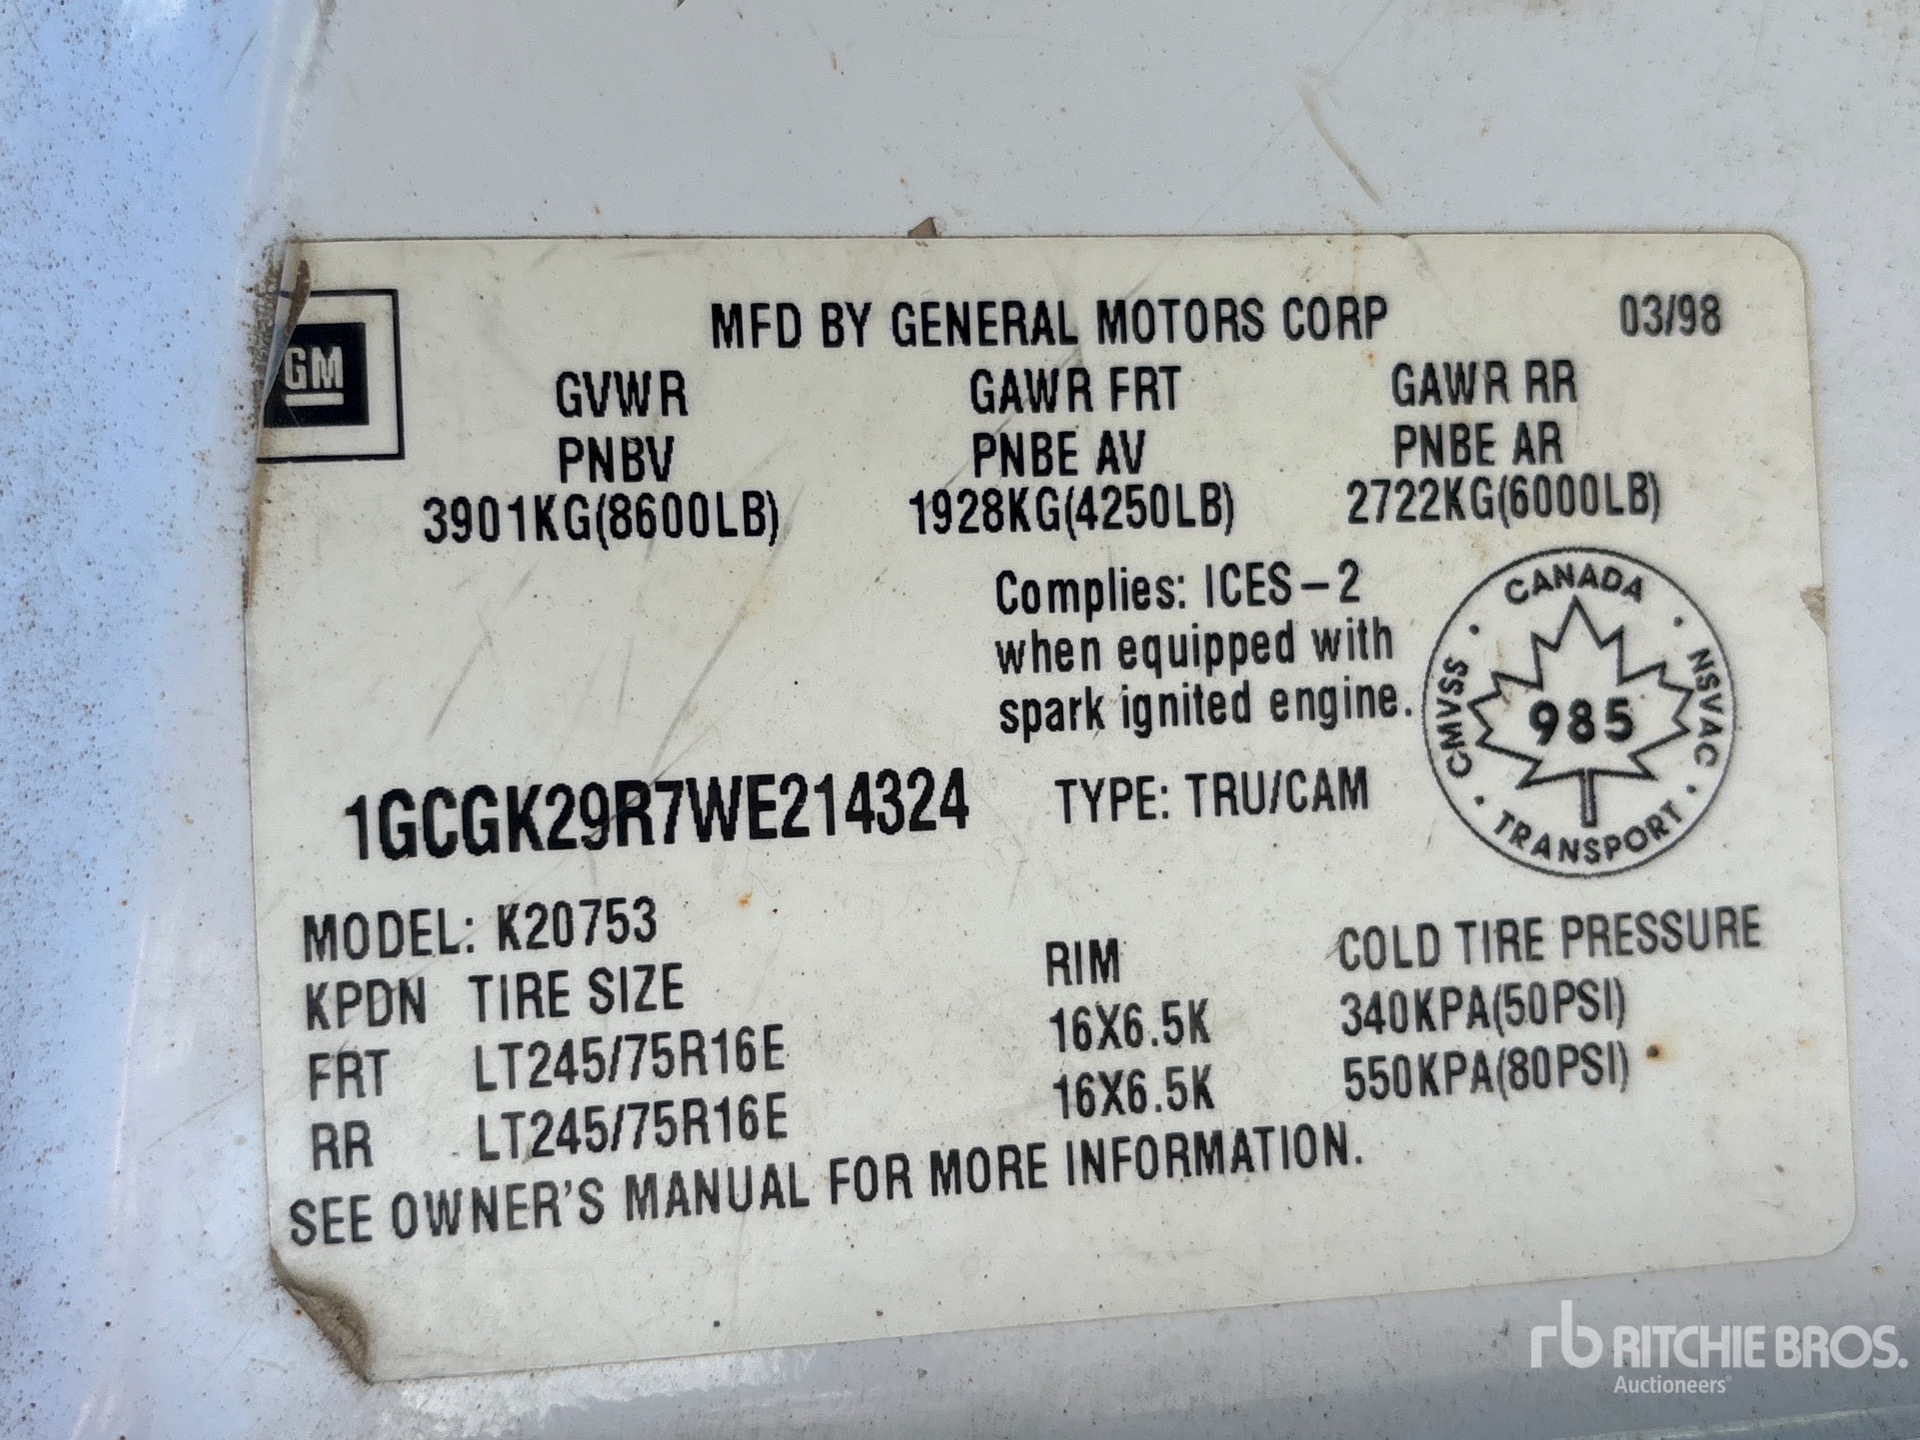 MFD BY GENERAL MOTORS CORP 03/98
GM
GVWR GAWR FRT GAWR RR
PNBV PNBE AV PNBE AR
3901KG(8600LB) 1928KG(4250LB) 2722KG(6000LB)
Complies: ICES-2
when equipped with
spark ignited engine.
CANADA
CMVSS
NSVAC
985
TRANSPORT
1GCGK29R7WE214324 TYPE: TRU/CAM
MODEL: K20753
KPDN TIRE SIZE RIM COLD TIRE PRESSURE
FRT LT245/75R16E 16X6.5K 340KPA(50PSI)
RR LT245/75R16E 16X6.5K 550KPA(80PSI)
SEE OWNER'S MANUAL FOR MORE INFORMATION.
rb RITCHIE BROS.
Auctioneers